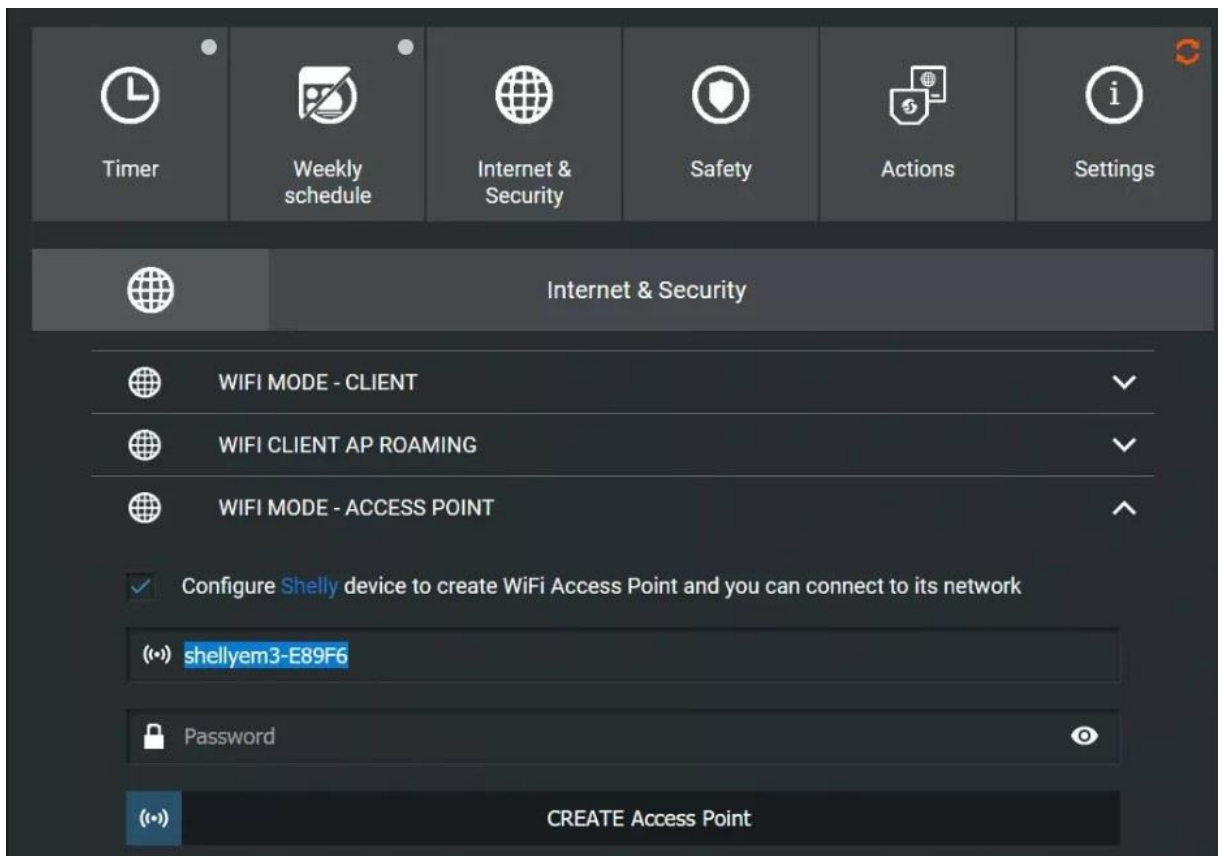 Timer
Weekly
schedule
Internet &
Security
Safety
Actions
Settings
Internet & Security
WIFI MODE - CLIENT
WIFI CLIENT AP ROAMING
WIFI MODE - ACCESS POINT
Configure Shelly device to create WiFi Access Point and you can connect to its network
shellyem3-E89F6
Password
CREATE Access Point